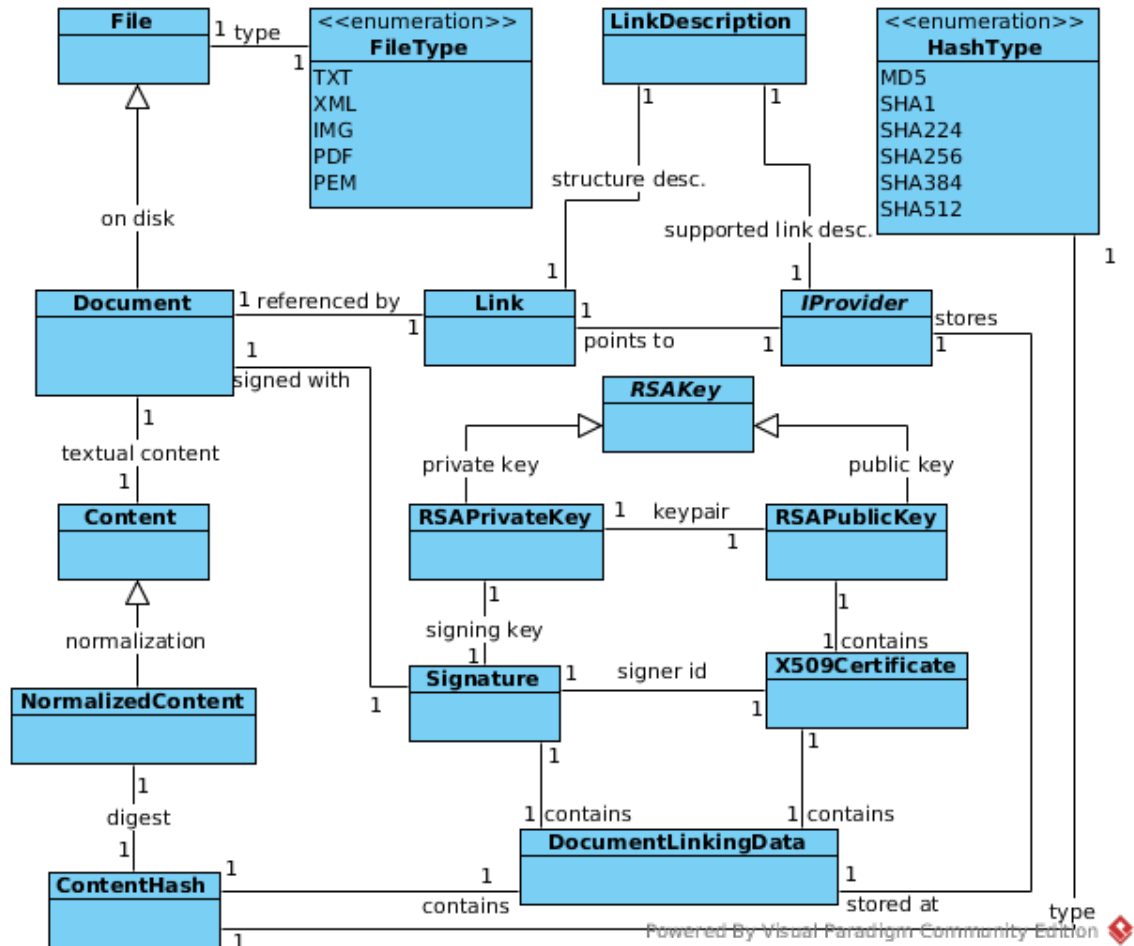 File
1 type
1
<<enumeration>>
FileType
TXT
XML
IMG
PDF
PEM
LinkDescription
1
1
<<enumeration>>
HashType
MD5
SHA1
SHA224
SHA256
SHA384
SHA512
1
on disk
structure desc.
1
supported link desc.
1
Document
1 referenced by
1
Link
1
points to
1
IProvider
stores
1
1
signed with
1
textual content
1
RSAKey
private key
public key
Content
RSAPrivateKey
1 keypair
1
RSAPublicKey
1
signing key
1
1
1 contains
normalization
Signature
1 signer id
1
X509Certificate
1
NormalizedContent
1
digest
1
1
1 contains
1
1 contains
DocumentLinkingData
ContentHash
1
1
contains
1
stored at
1
type
Powered By Visual Paradigm Community Edition